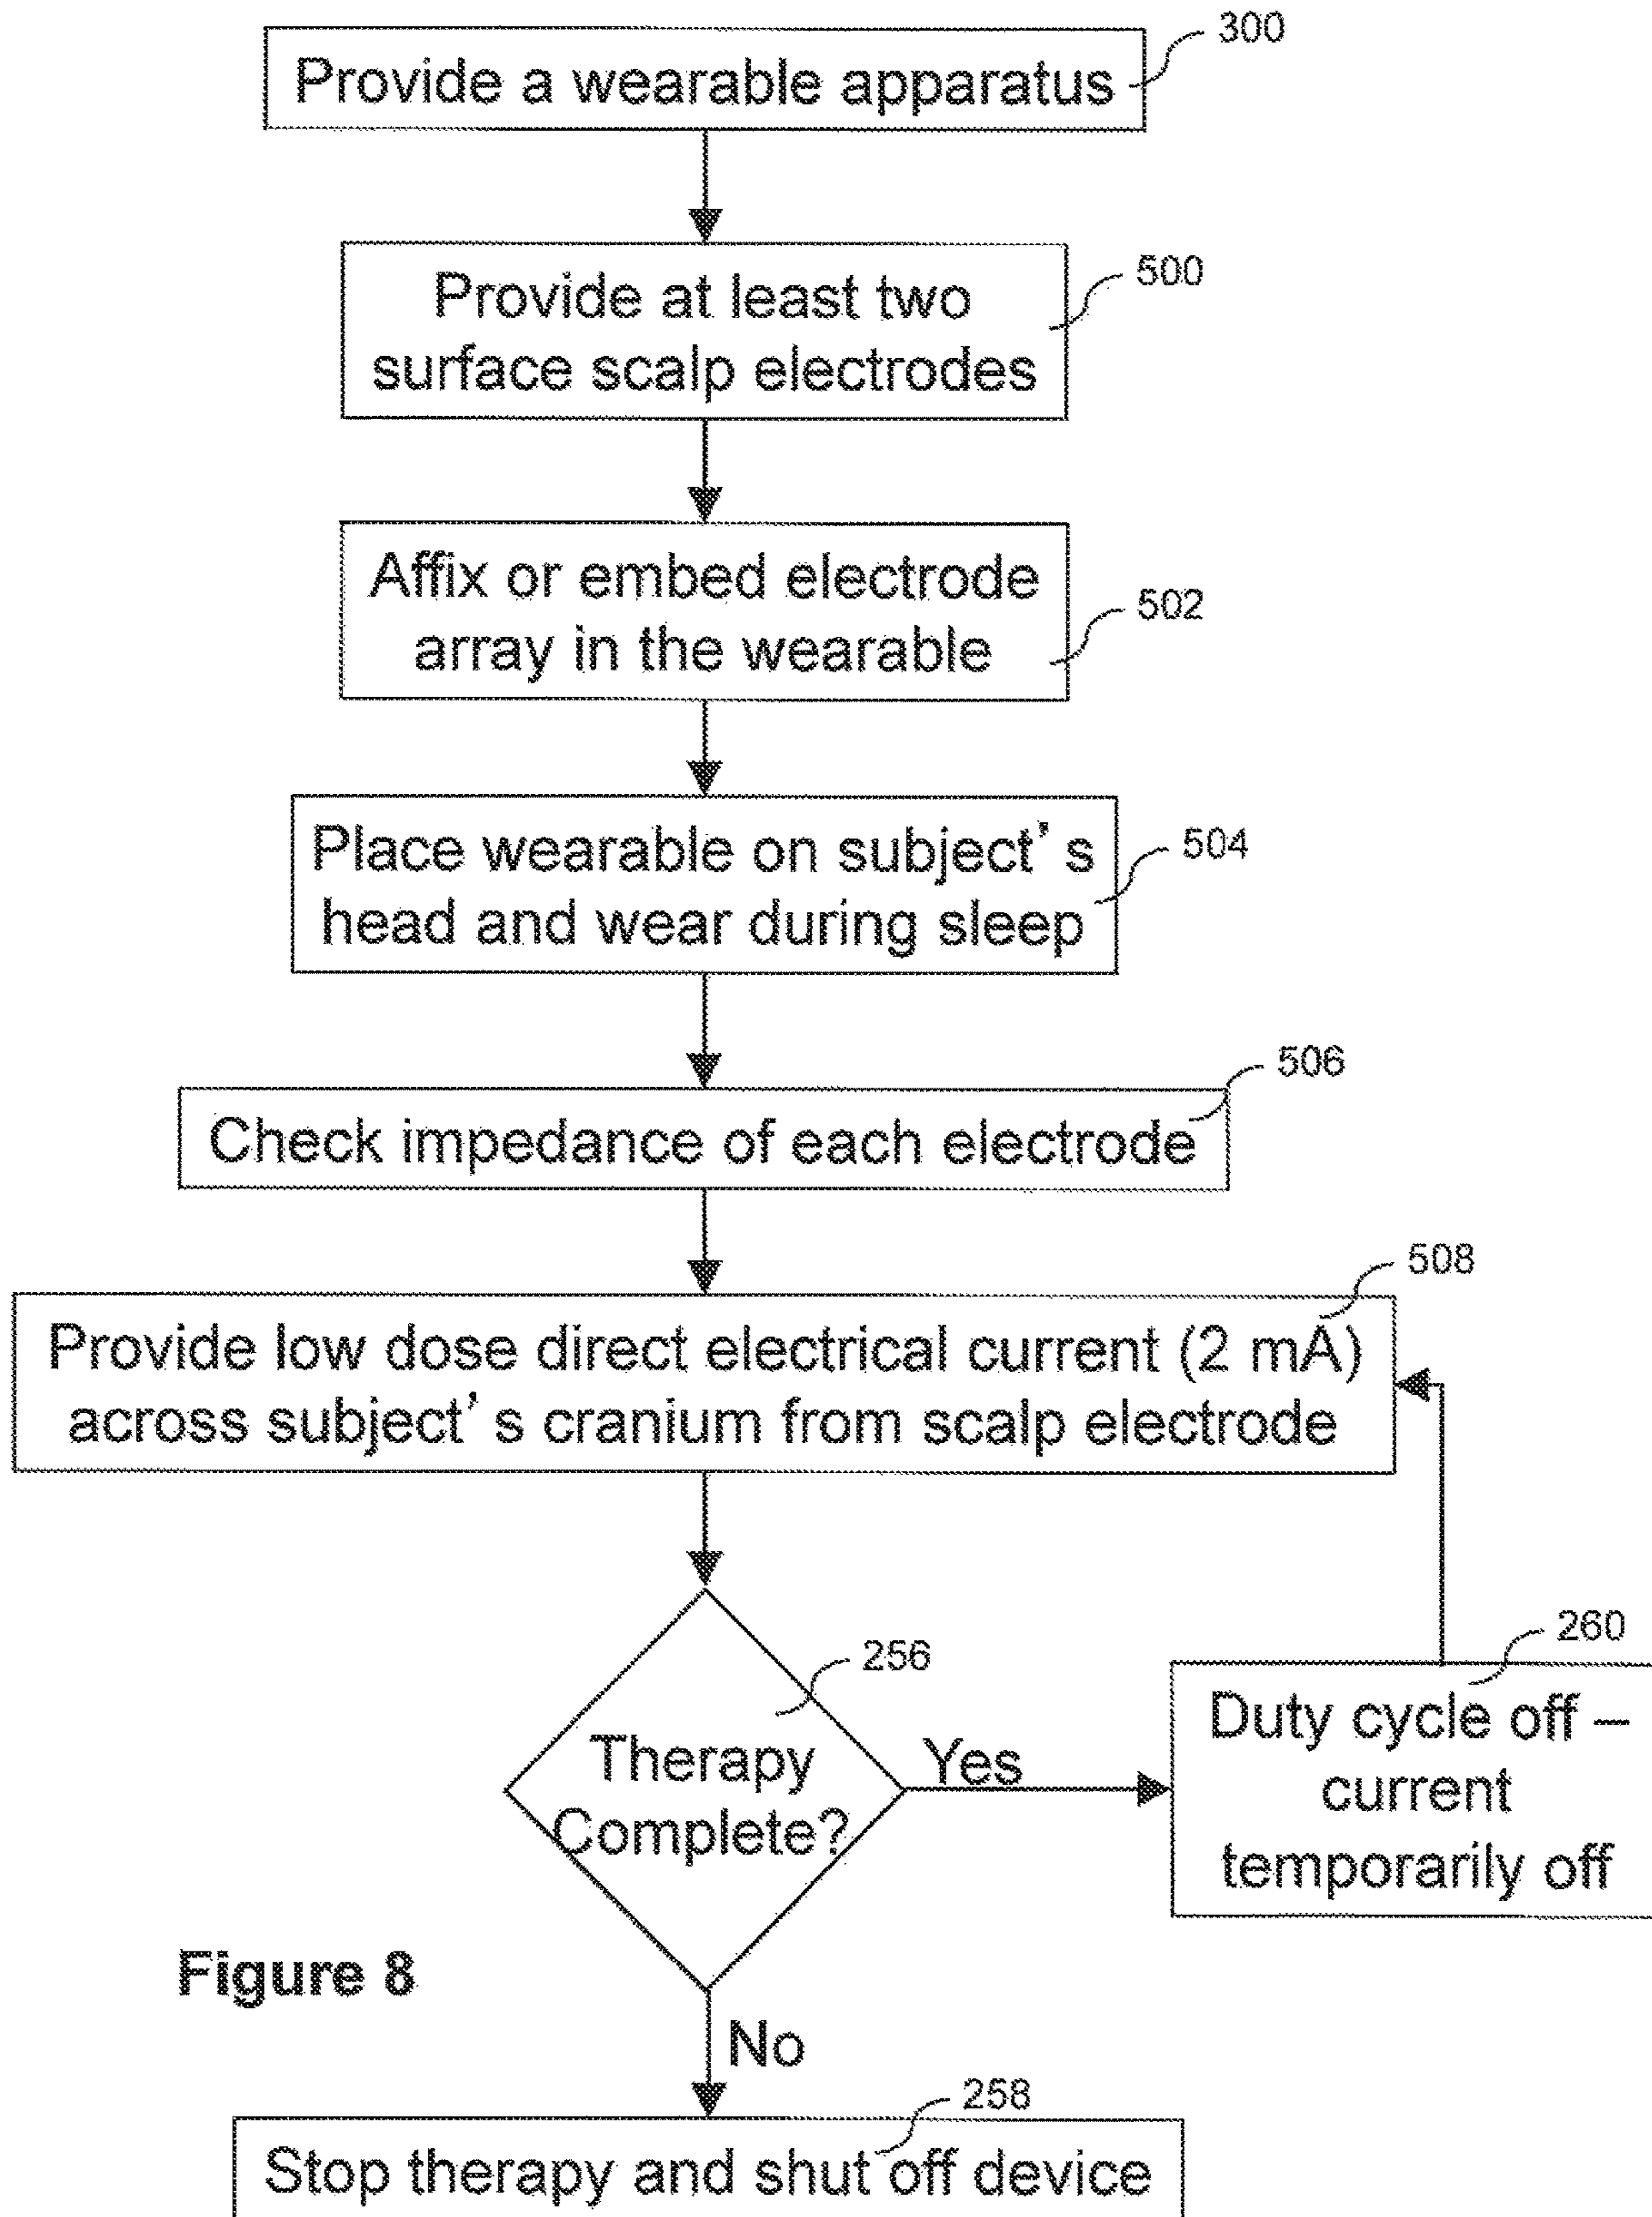 300
Provide a wearable apparatus
500
Provide at least two
surface scalp electrodes
Affix or embed electrode
array in the wearable
502
Place wearable on subject's
head and wear during sleep
504
506
Check impedance of each electrode
508
Provide low dose direct electrical current (2 mA)
across subject's cranium from scalp electrode
256
Therapy
Complete?
Yes
260
Duty cycle off –
current
temporarily off
Figure 8
No
258
Stop therapy and shut off device